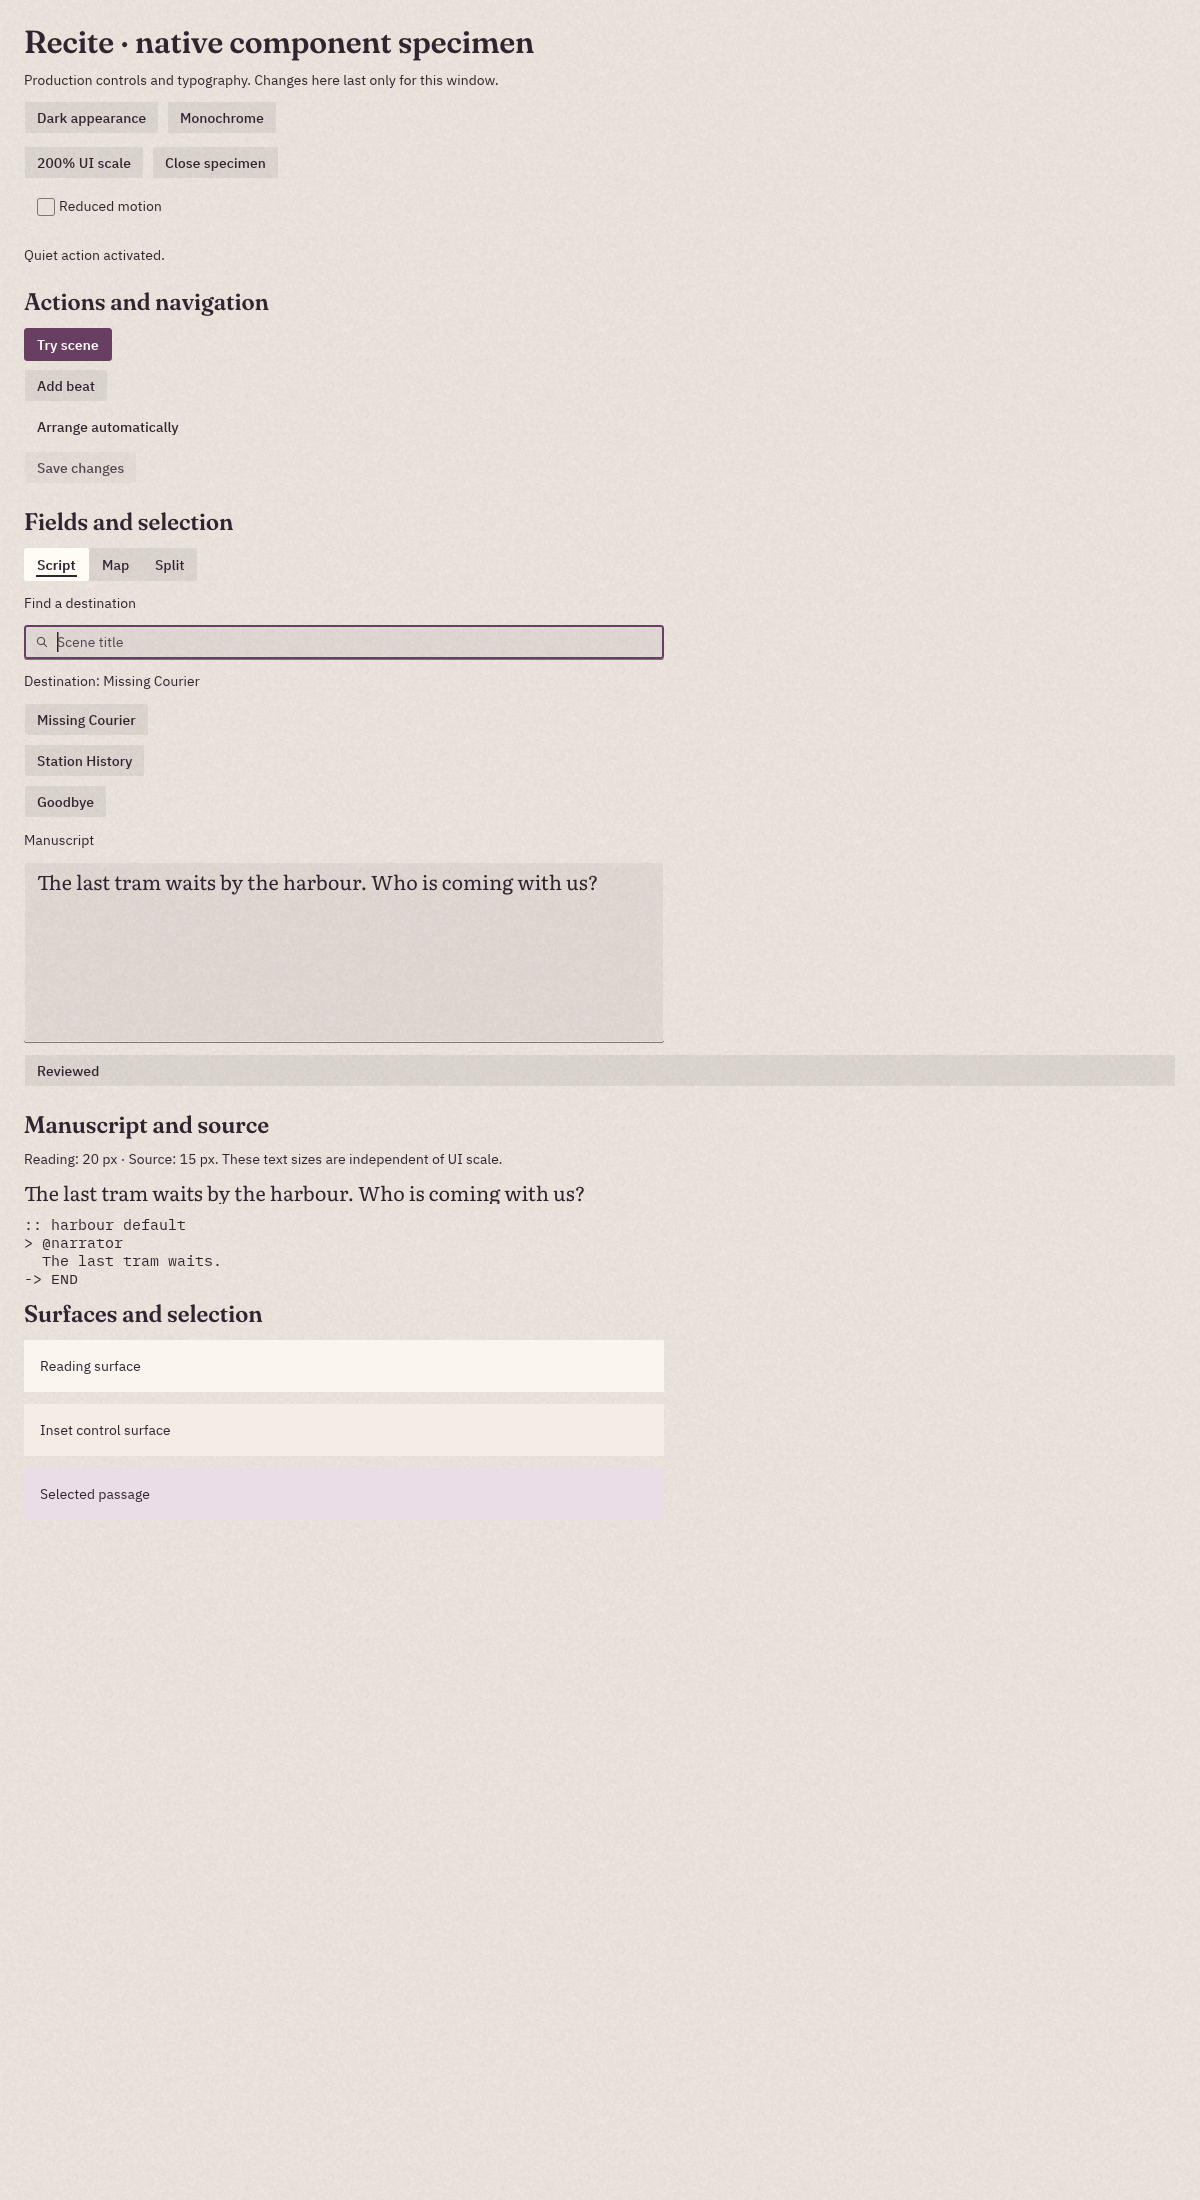 Recite · native component specimen
Production controls and typography. Changes here last only for this window.
Dark appearance Monochrome
200% UI scale Close specimen
Reduced motion
Quiet action activated.
Actions and navigation
Try scene
Add beat
Arrange automatically
Save changes
Fields and selection
Script Map Split
Find a destination
Scene title
Destination: Missing Courier
Missing Courier
Station History
Goodbye
Manuscript
The last tram waits by the harbour. Who is coming with us?
Reviewed
Manuscript and source
Reading: 20 px · Source: 15 px. These text sizes are independent of UI scale.
The last tram waits by the harbour. Who is coming with us?
:: harbour default
> @narrator
  The last tram waits.
-> END
Surfaces and selection
Reading surface
Inset control surface
Selected passage